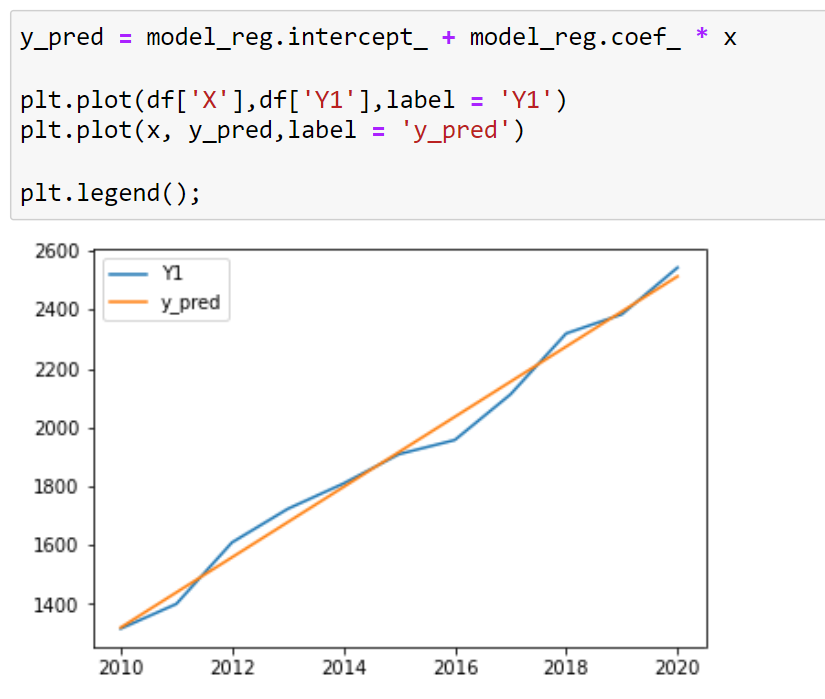 y_pred = model_reg.intercept_ + model_reg.coef_ * x
plt.plot(df['X'],df['Y1'],label = 'Y1')
plt.plot(x, y_pred,label = 'y_pred')
plt.legend();
2600
Y1
y_pred
2400
2200
2000
1800
1600
1400
2010 2012 2014 2016 2018 2020